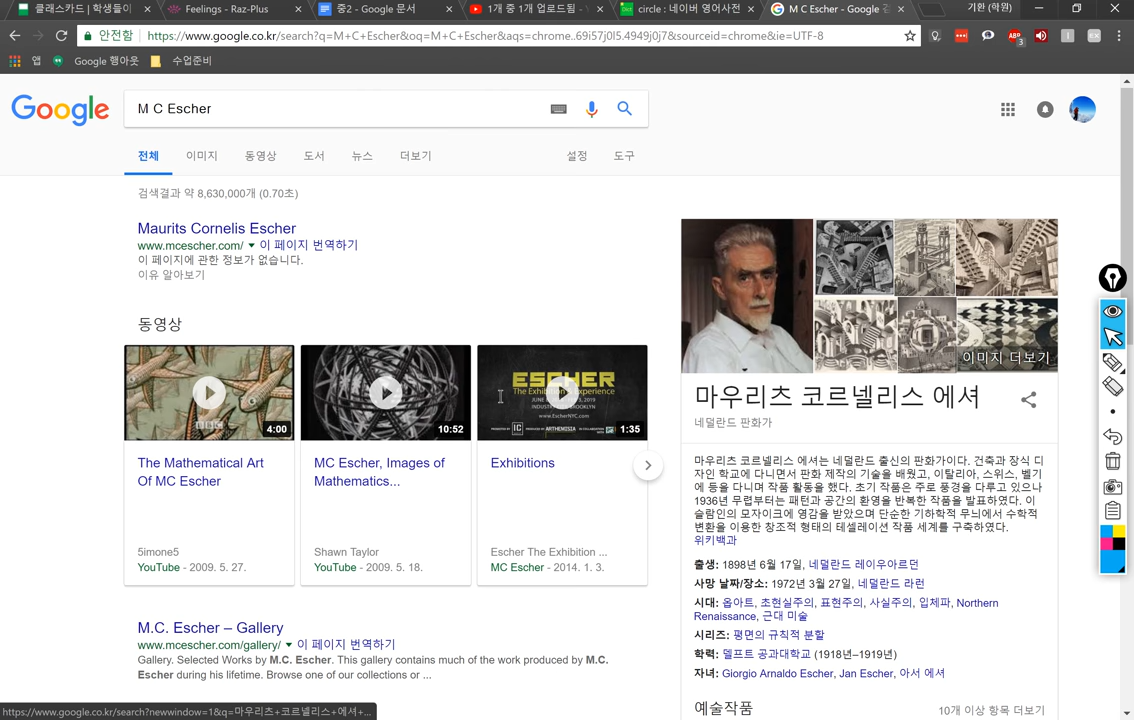 클래스카드 | 학생들이
Feelings - Raz-Plus
중2 - Google 문서
1개 중 1개 업로드됨 - Y
circle : 네이버 영어사전
M C Escher - Google 검
기환 (학원)
안전함
https://www.google.co.kr/search?q=M+C+Escher&oq=M+C+Escher&aqs=chrome..69i57j0l5.4949j0j7&sourceid=chrome&ie=UTF-8
ABP
3
앱
Google 행아웃
수업준비
Google
M C Escher
전체
이미지
동영상
도서
뉴스
더보기
설정
도구
검색결과 약 8,630,000개 (0.70초)
Maurits Cornelis Escher
www.mcescher.com/ 이 페이지 번역하기
이 페이지에 관한 정보가 없습니다.
이유 알아보기
동영상
BBC
4:00
10:52
ESCHER
The Exhibition & Experience
www.EscherNYC.com
1:35
The Mathematical Art
Of MC Escher
5imone5
YouTube - 2009. 5. 27.
MC Escher, Images of
Mathematics...
Shawn Taylor
YouTube - 2009. 5. 18.
Exhibitions
Escher The Exhibition ...
MC Escher - 2014. 1. 3.
M.C. Escher – Gallery
www.mcescher.com/gallery/ 이 페이지 번역하기
Gallery. Selected Works by M.C. Escher. This gallery contains much of the work produced by M.C.
Escher during his lifetime. Browse one of our collections or ...
이미지 더보기
마우리츠 코르넬리스 에셔
네덜란드 판화가
마우리츠 코르넬리스 에셔는 네덜란드 출신의 판화가이다. 건축과 장식 디
자인 학교에 다니면서 판화 제작의 기술을 배웠고, 이탈리아, 스위스, 벨기
에 등을 다니며 작품 활동을 했다. 초기 작품은 주로 풍경을 다루고 있으나
1936년 무렵부터는 패턴과 공간의 환영을 반복한 작품을 발표하였다. 이
슬람인의 모자이크에 영감을 받았으며 단순한 기하학적 무늬에서 수학적
변환을 이용한 창조적 형태의 테셀레이션 작품 세계를 구축하였다.
위키백과
출생: 1898년 6월 17일, 네덜란드 레이우아르던
사망 날짜/장소: 1972년 3월 27일, 네덜란드 라런
시대: 옵아트, 초현실주의, 표현주의, 사실주의, 입체파, Northern
Renaissance, 근대 미술
시리즈: 평면의 규칙적 분할
학력: 델프트 공과대학교 (1918년–1919년)
자녀: Giorgio Arnaldo Escher, Jan Escher, 아서 에셔
예술작품
10개 이상 항목 더보기
https://www.google.co.kr/search?newwindow=1&q=마우리츠+코르넬리스+에셔+...